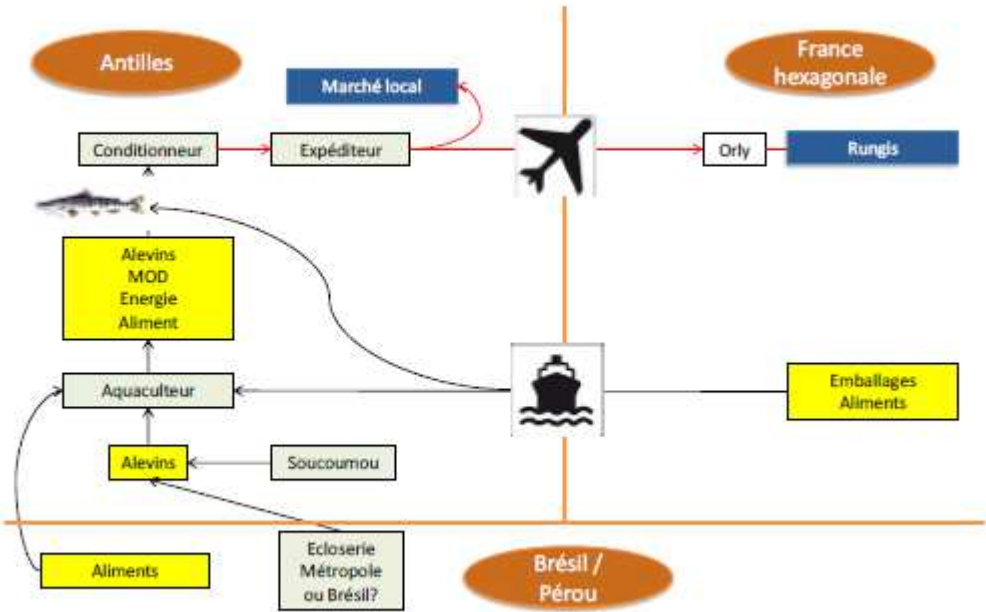 Antilles
France
hexagonale
Marché local
Conditionneur
Expéditeur
Orly
Rungis
Alevins
MOD
Energie
Aliment
Aquaculteur
Emballages
Aliments
Alevins
Soucoumou
Aliments
Ecloserie
Métropole
ou Brésil?
Brésil /
Pérou